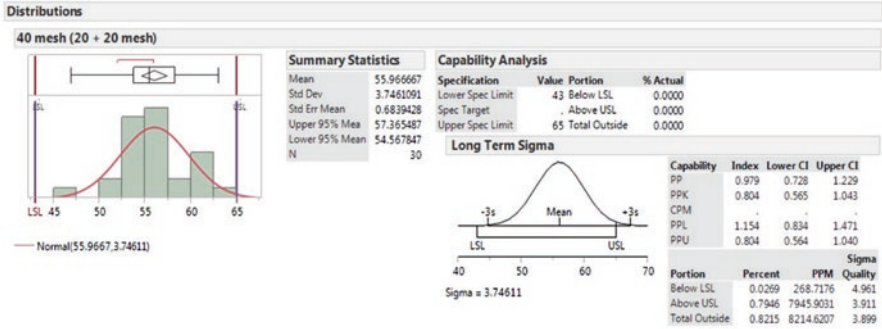 Distributions
40 mesh (20 + 20 mesh)
LSL
USL
LSL 45 50 55 60 65
Normal(55.9667,3.74611)
Summary Statistics
Mean 55.966667
Std Dev 3.7461091
Std Err Mean 0.6839428
Upper 95% Mea 57.365487
Lower 95% Mean 54.567847
N 30
Capability Analysis
Specification Value Portion % Actual
Lower Spec Limit 43 Below LSL 0.0000
Spec Target . Above USL 0.0000
Upper Spec Limit 65 Total Outside 0.0000
Long Term Sigma
-3s Mean +3s
LSL USL
40 50 60 70
Sigma = 3.74611
Capability Index Lower CI Upper CI
PP 0.979 0.728 1.229
PPK 0.804 0.565 1.043
CPM . . .
PPL 1.154 0.834 1.471
PPU 0.804 0.564 1.040
Sigma
Portion Percent PPM Quality
Below LSL 0.0269 268.7176 4.961
Above USL 0.7946 7945.9031 3.911
Total Outside 0.8215 8214.6207 3.899